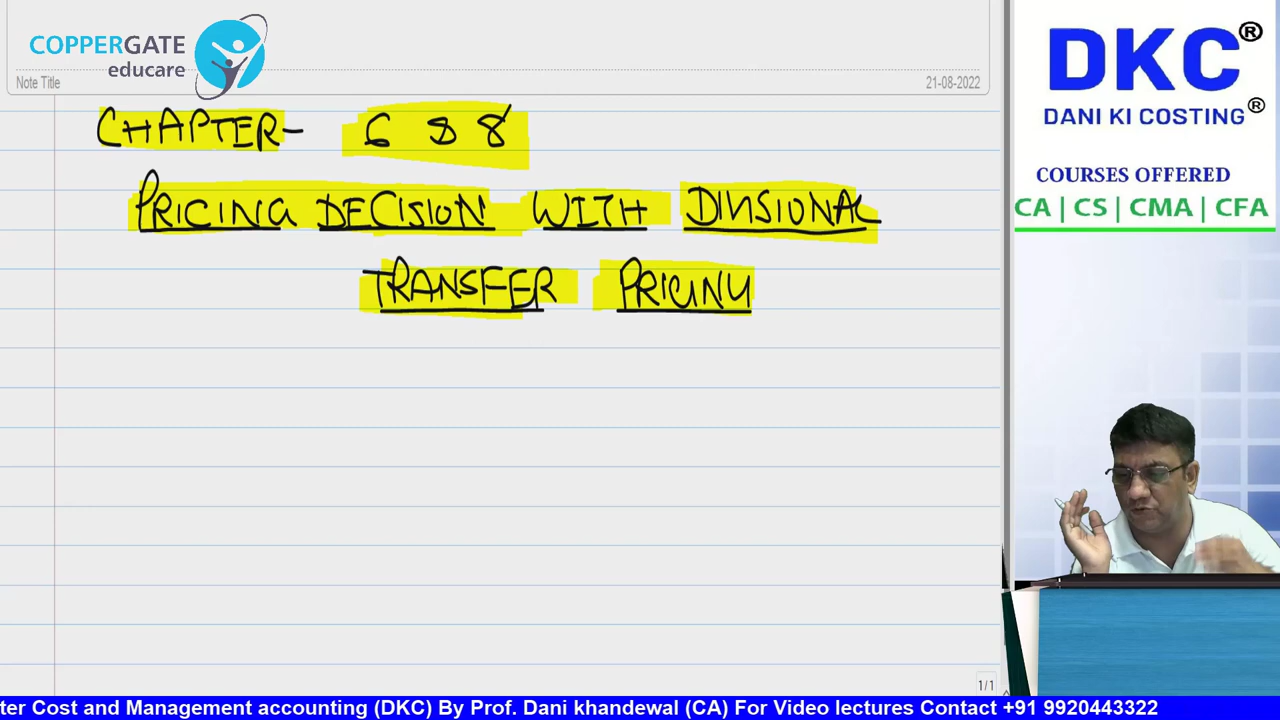 COPPERGATE
educare
Note Title
21-08-2022
CHAPTER- 6 & 8
PRICING DECISION WITH DIVISIONAL
TRANSFER PRICING
1/1
DKC®
DANI KI COSTING®
COURSES OFFERED
CA | CS | CMA | CFA
ter Cost and Management accounting (DKC) By Prof. Dani khandewal (CA) For Video lectures Contact +91 9920443322